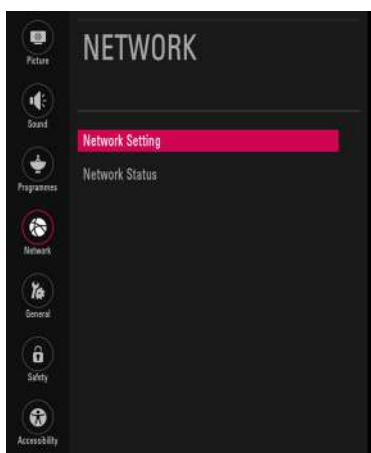 NETWORK
Picture
Sound
Programmes
Network
General
Safety
Accessibility
Network Setting
Network Status